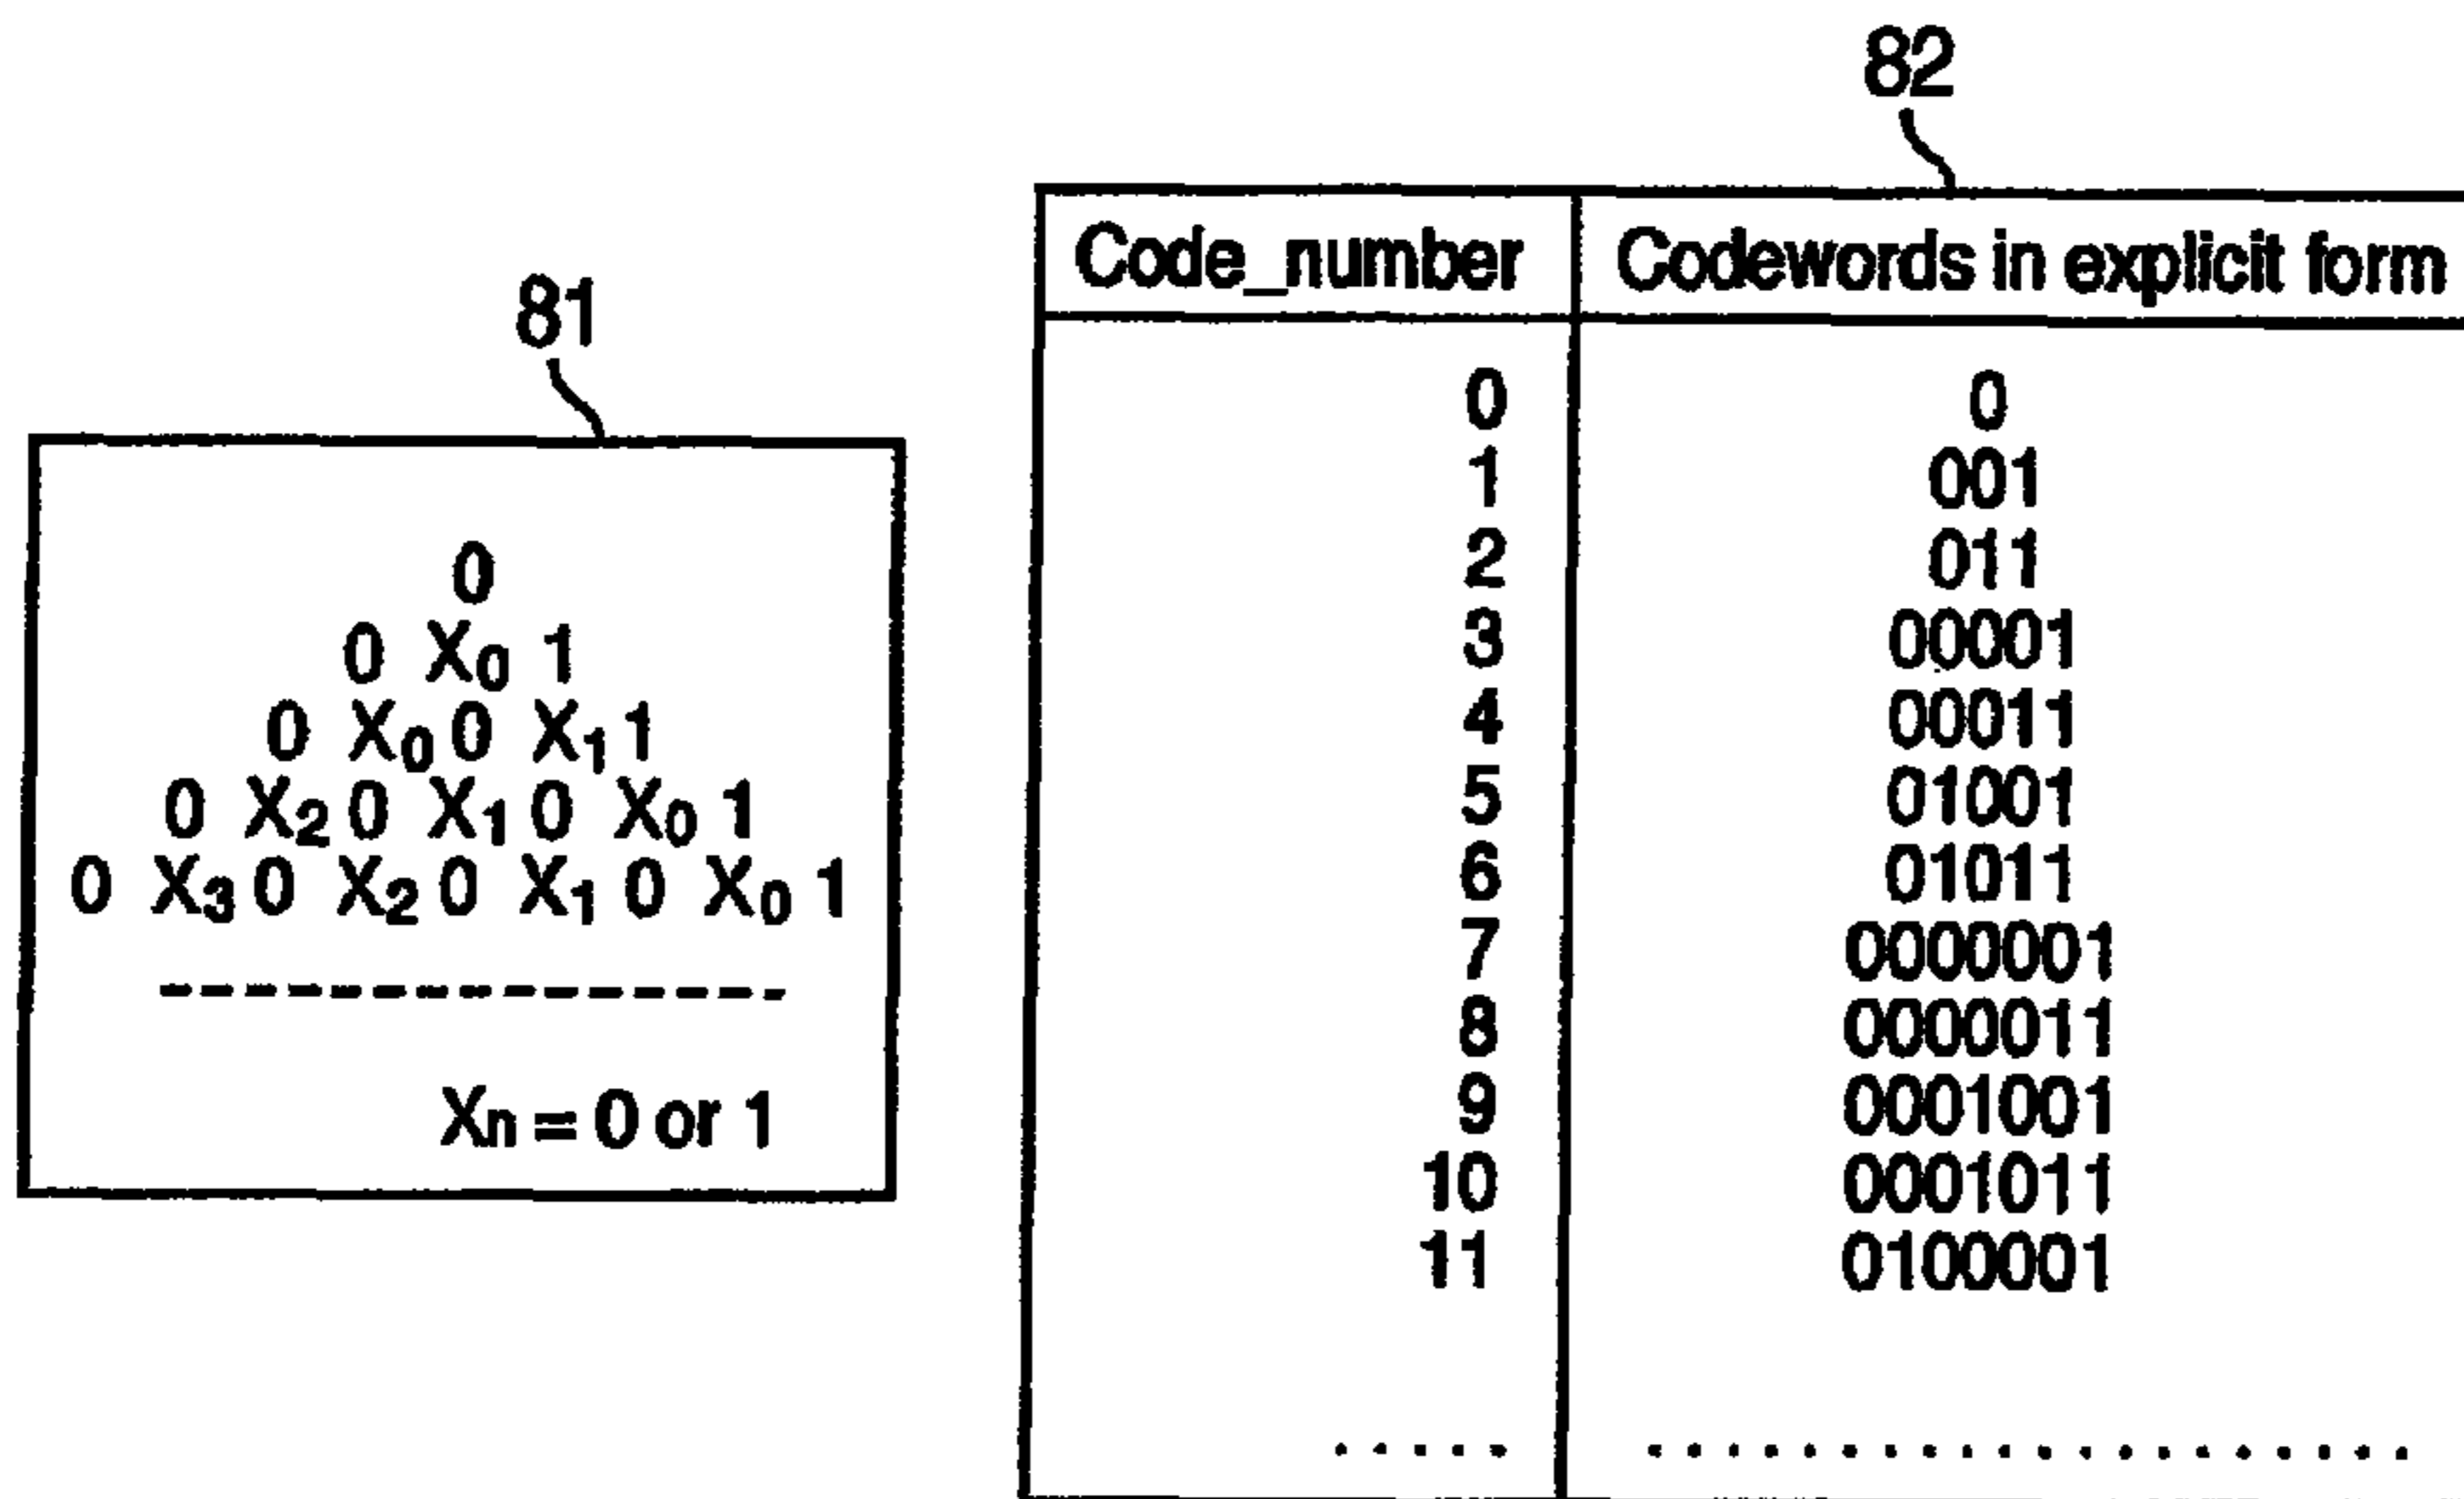 81
0
0 X0 1
0 X0 0 X1 1
0 X2 0 X1 0 X0 1
0 X3 0 X2 0 X1 0 X0 1
Xn = 0 or 1
82
Code_number Codewords in explicit form
0 0
1 001
2 011
3 00001
4 00011
5 01001
6 01011
7 0000001
8 0000011
9 0001001
10 0001011
11 0100001